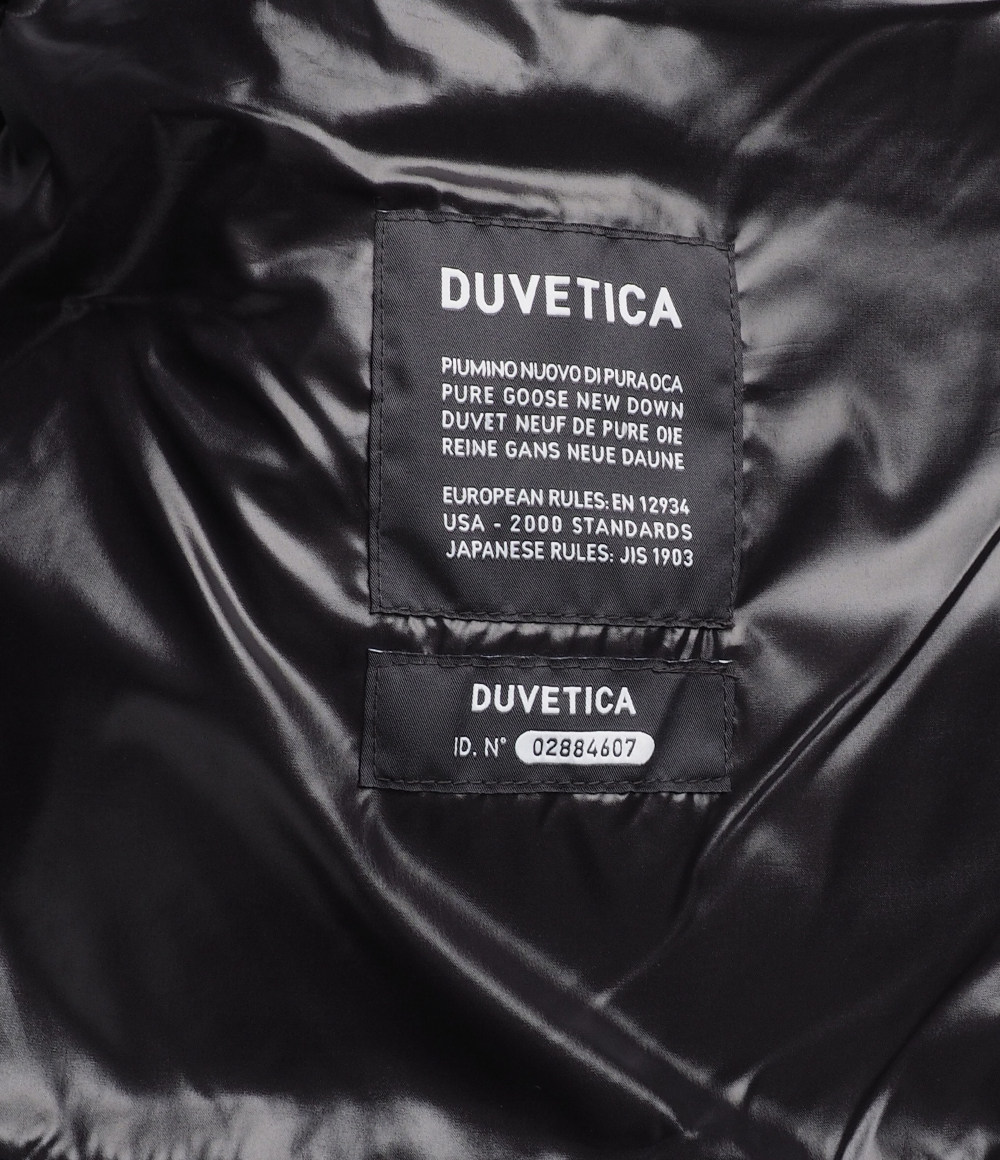 DUVETICA
PIUMINO NUOVO DI PURA OCA
PURE GOOSE NEW DOWN
DUVET NEUF DE PURE OIE
REINE GANS NEUE DAUNE
EUROPEAN RULES: EN 12934
USA - 2000 STANDARDS
JAPANESE RULES: JIS 1903
DUVETICA
ID. N° 02884607